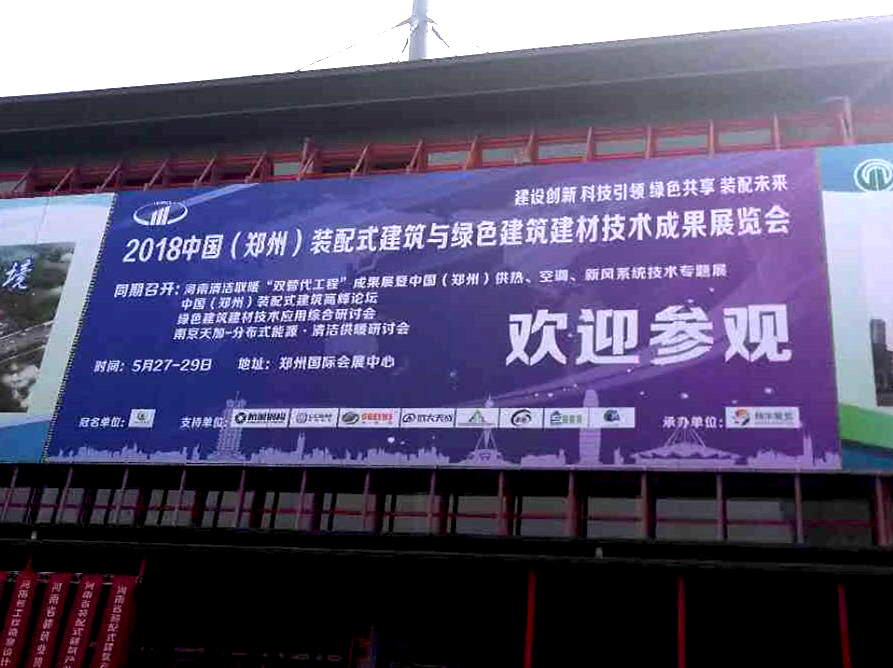 建设创新 科技引领 绿色共享 装配未来
2018中国(郑州)装配式建筑与绿色建筑建材技术成果展览会
同期召开:河南清洁取暖“双替代工程”成果展暨中国(郑州)供热、空调、新风系统技术专题展
中国(郑州)装配式建筑高峰论坛
绿色建筑建材技术应用综合研讨会
南京天加-分布式能源·清洁供暖研讨会
欢迎参观
时间:5月27-29日 地址:郑州国际会展中心
冠名单位: 支持单位: 远大天成 承办单位:
境